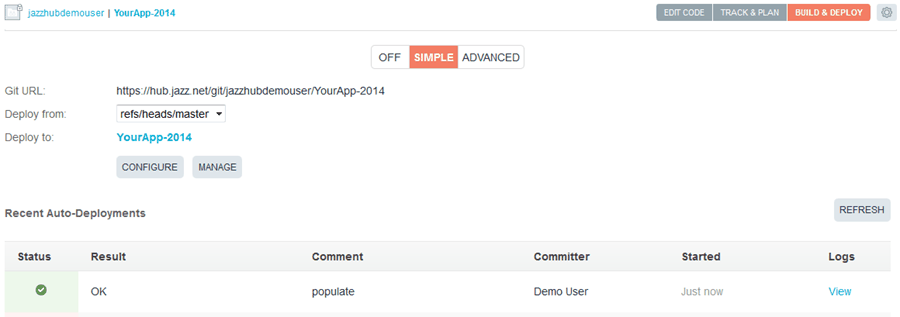 jazzhubdemouser | YourApp-2014 EDIT CODE TRACK & PLAN BUILD & DEPLOY
OFF SIMPLE ADVANCED
Git URL: https://hub.jazz.net/git/jazzhubdemouser/YourApp-2014
Deploy from: refs/heads/master
Deploy to: YourApp-2014
CONFIGURE MANAGE
Recent Auto-Deployments REFRESH
Status Result Comment Committer Started Logs
OK populate Demo User Just now View